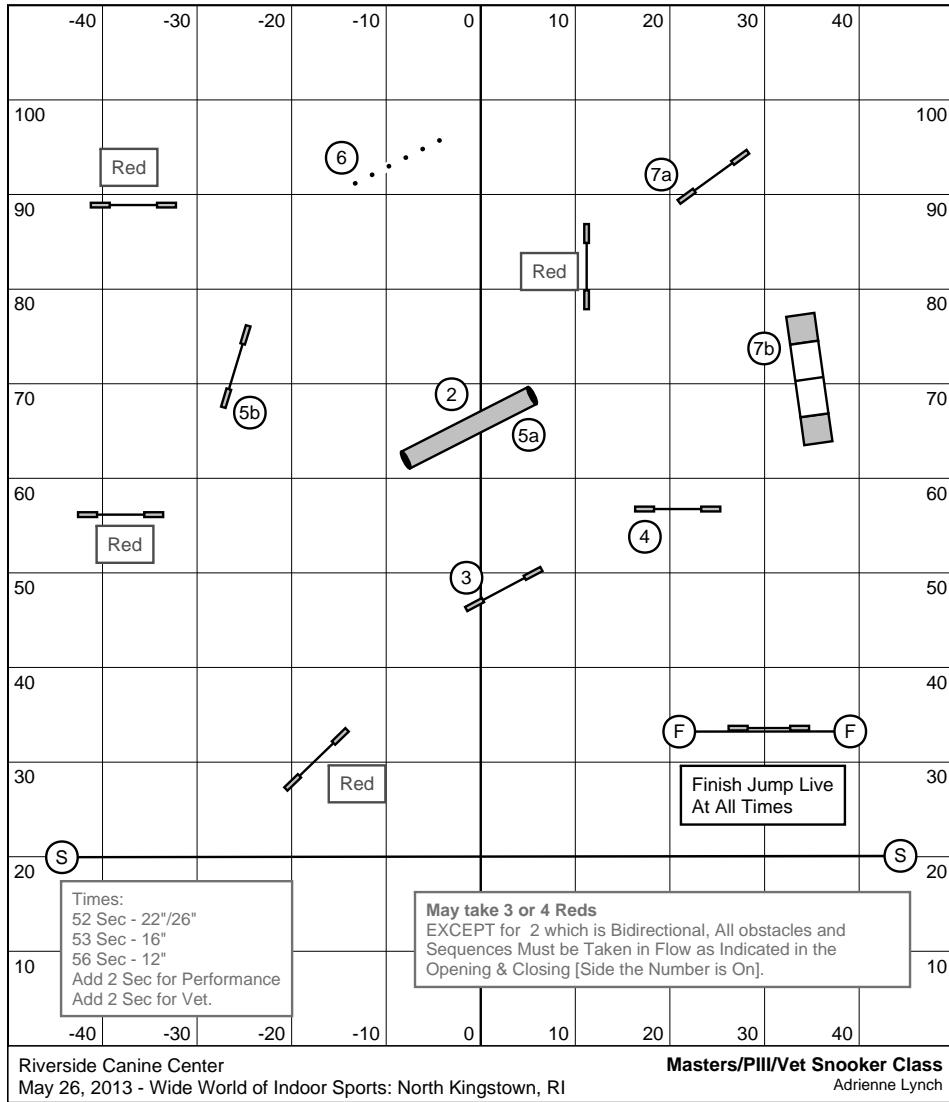 -40 -30 -20 0 10 20 30 40
100 100
6
Red
7a
90 90
Red
80 80
7b
70 70
2
5b 5a
60 60
Red
4
50 50
3
40 40
F F
30 30
Red
Finish Jump Live
At All Times
S S
20 20
Times:
52 Sec - 22"/26"
53 Sec - 16"
56 Sec - 12"
Add 2 Sec for Performance
Add 2 Sec for Vet.
May take 3 or 4 Reds
EXCEPT for 2 which is Bidirectional, All obstacles and
Sequences Must be Taken in Flow as Indicated in the
Opening & Closing [Side the Number is On].
10 10
-40 -30 -20 0 10 20 30 40
Riverside Canine Center
May 26, 2013 - Wide World of Indoor Sports: North Kingstown, RI
Masters/PIII/Vet Snooker Class
Adrienne Lynch